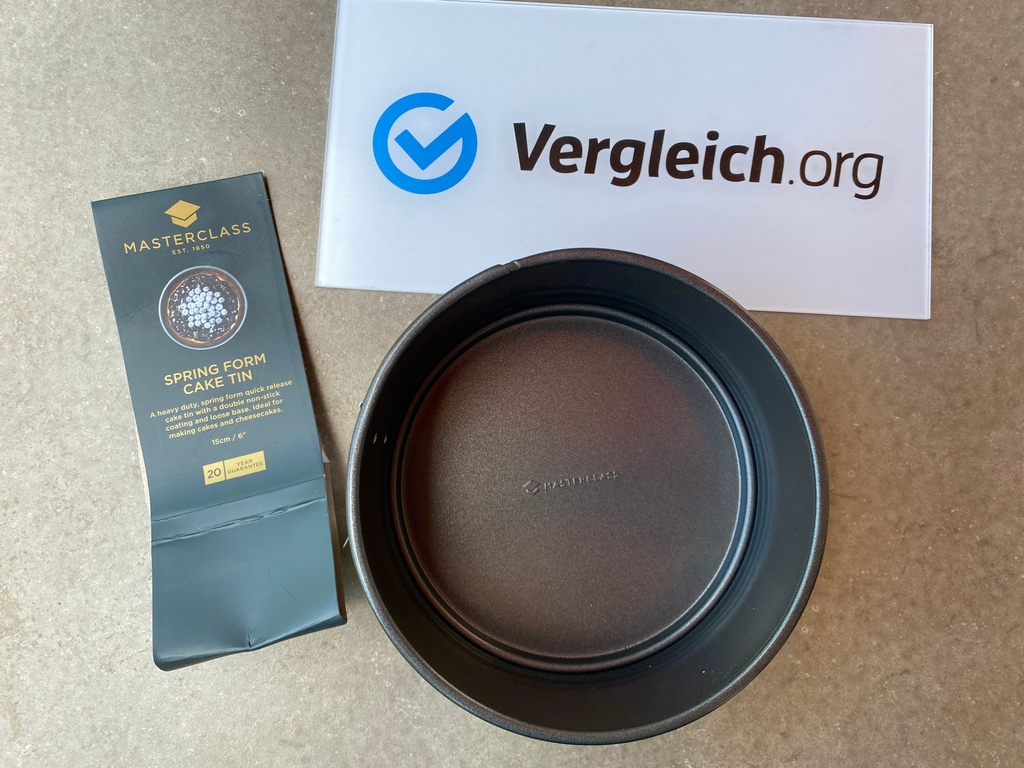 Vergleich.org
MASTERCLASS
EST. 1850
SPRING FORM
CAKE TIN
A heavy duty, spring form quick release
cake tin with a double non-stick
coating and loose base. Ideal for
making cakes and cheesecakes.
15cm / 6"
20 YEAR
GUARANTEE
MASTERCLASS